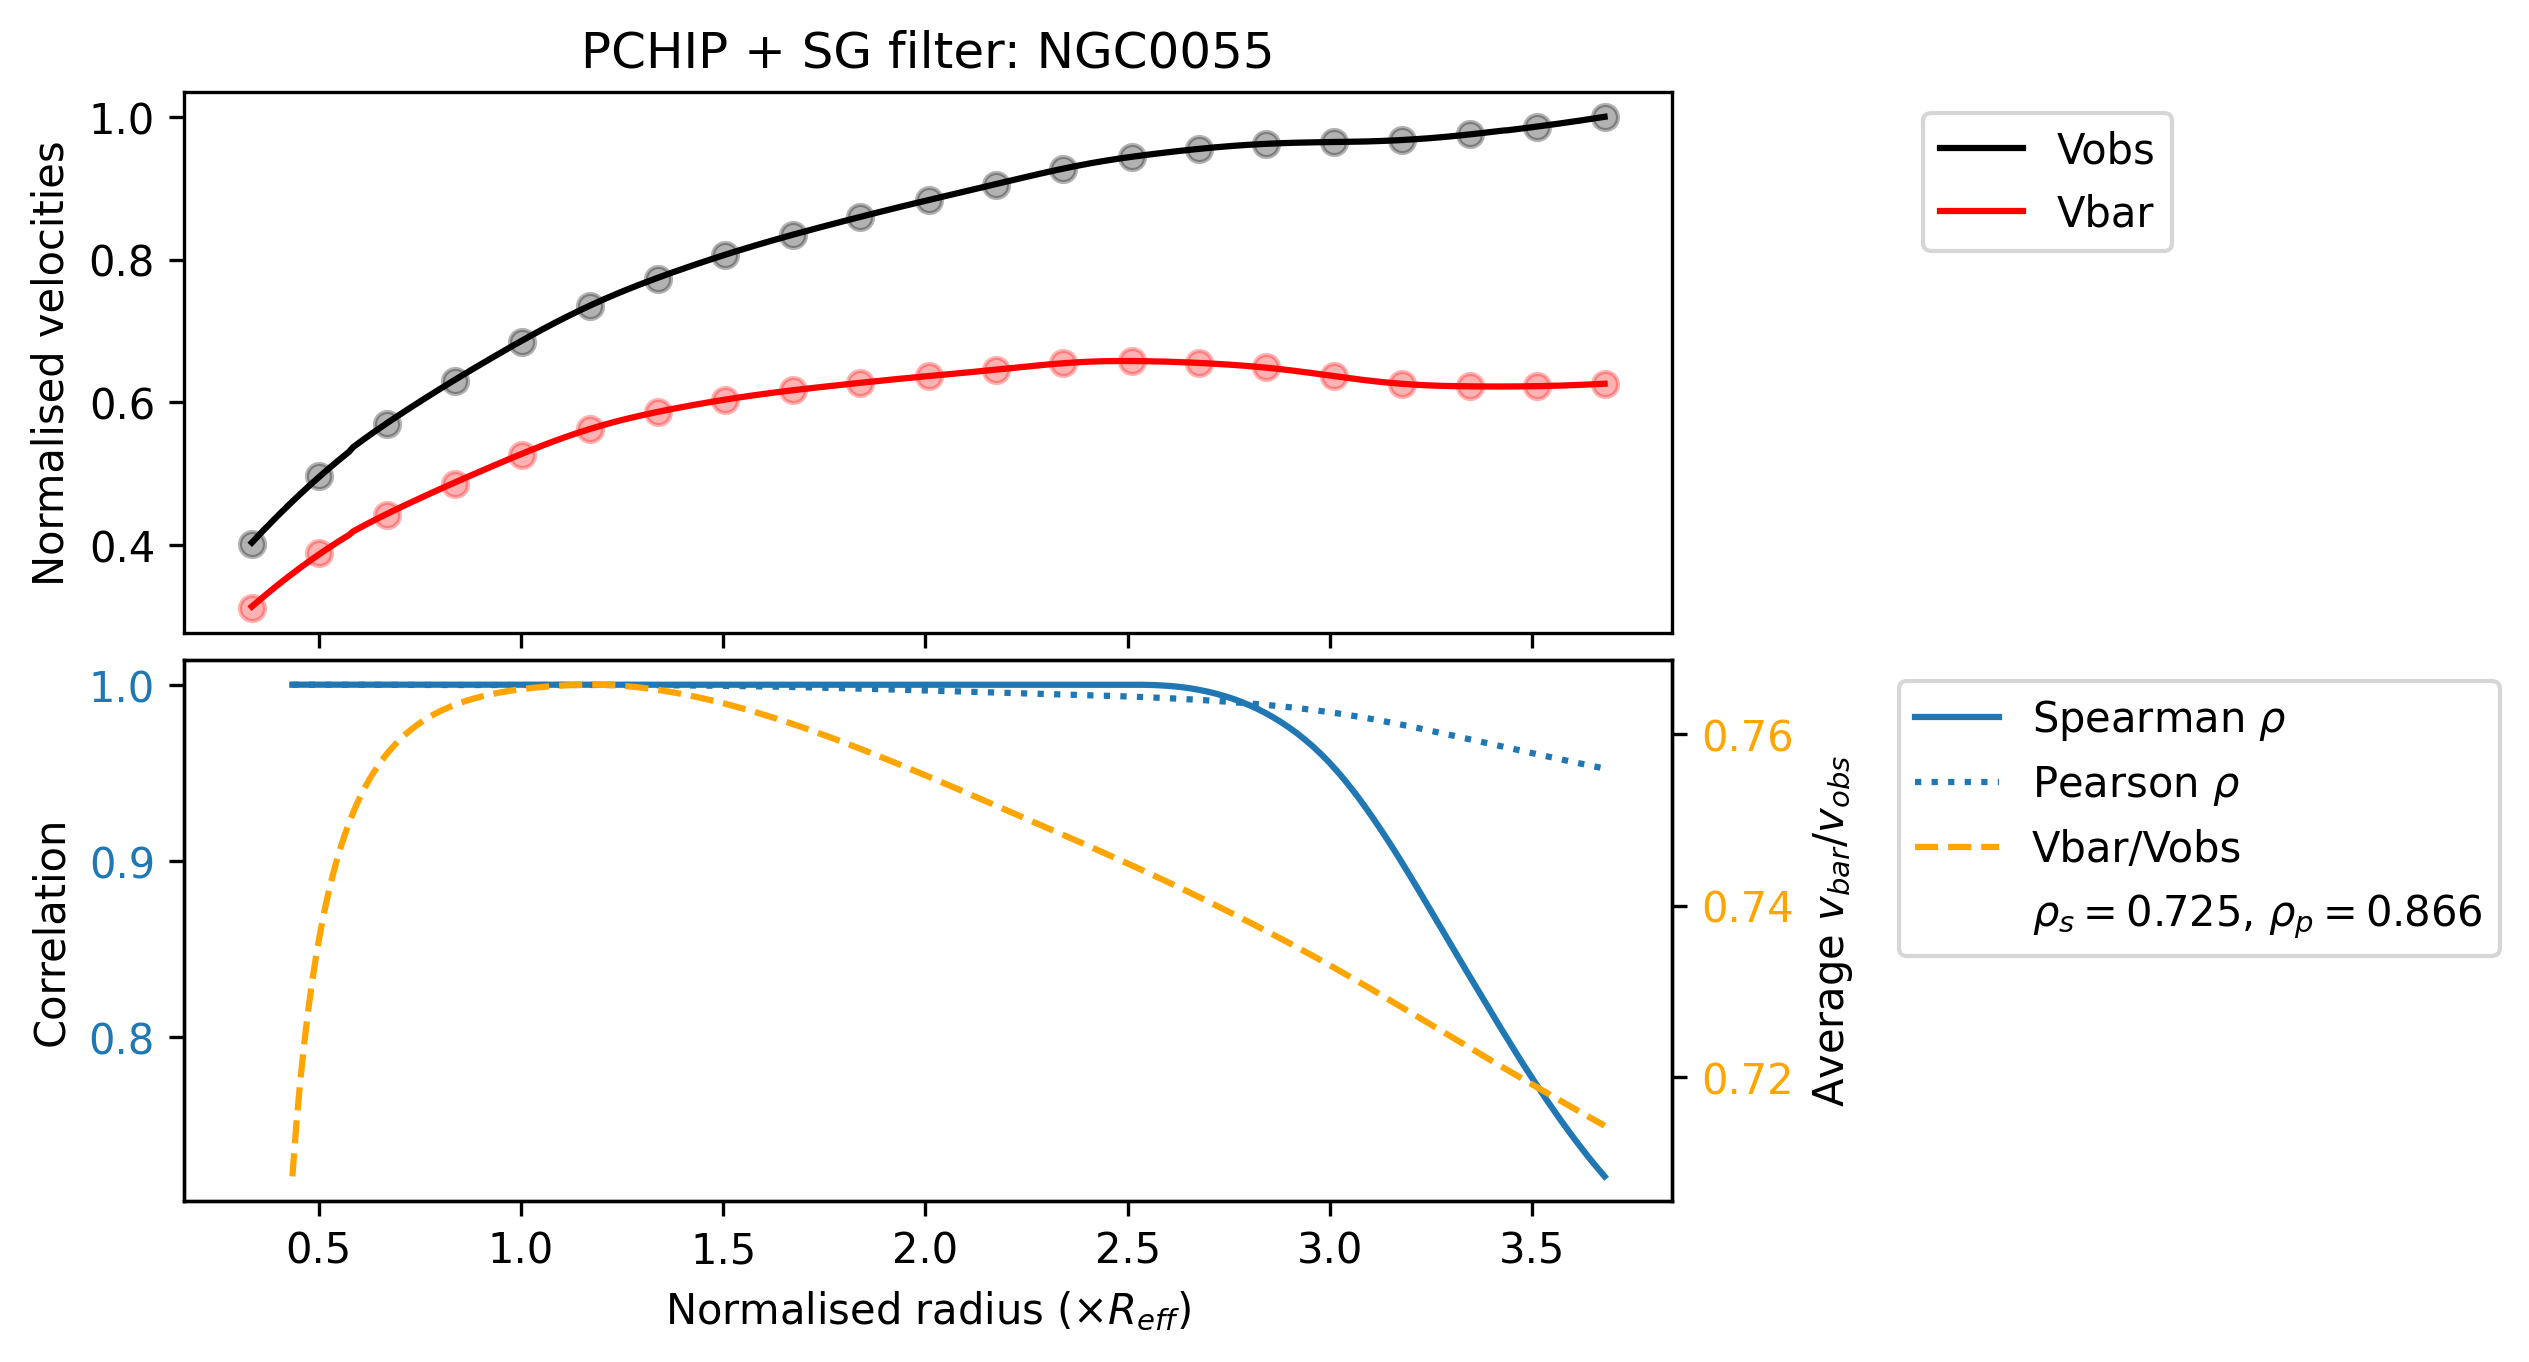 PCHIP + SG filter: NGC0055
Normalised velocities
1.0
0.8
0.6
0.4
Vobs
Vbar
Correlation
1.0
0.9
0.8
0.76
0.74
0.72
Average v_bar/v_obs
Spearman ρ
Pearson ρ
Vbar/Vobs
ρ_s = 0.725, ρ_p = 0.866
0.5 1.0 1.5 2.0 2.5 3.0 3.5
Normalised radius (×R_eff)